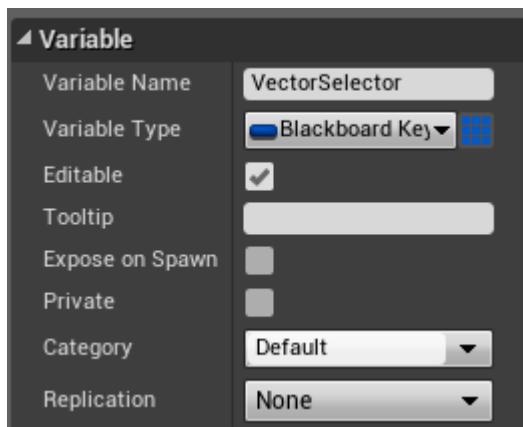 Variable
Variable Name VectorSelector
Variable Type Blackboard Key
Editable
Tooltip
Expose on Spawn
Private
Category Default
Replication None